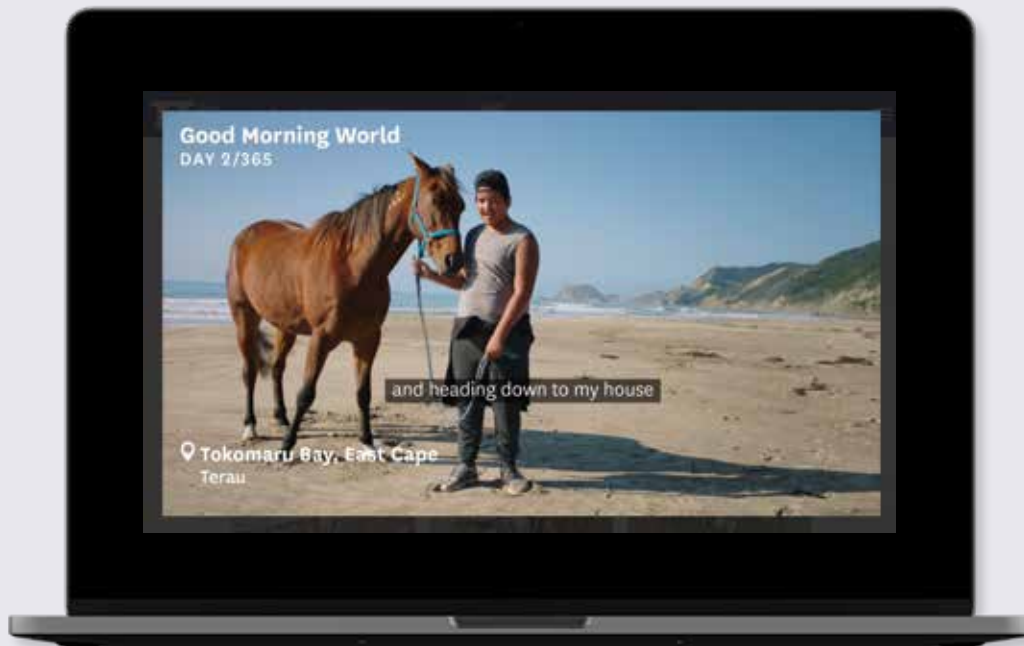 Good Morning World
DAY 2/365
and heading down to my house
Tokomaru Bay, East Cape
Terau